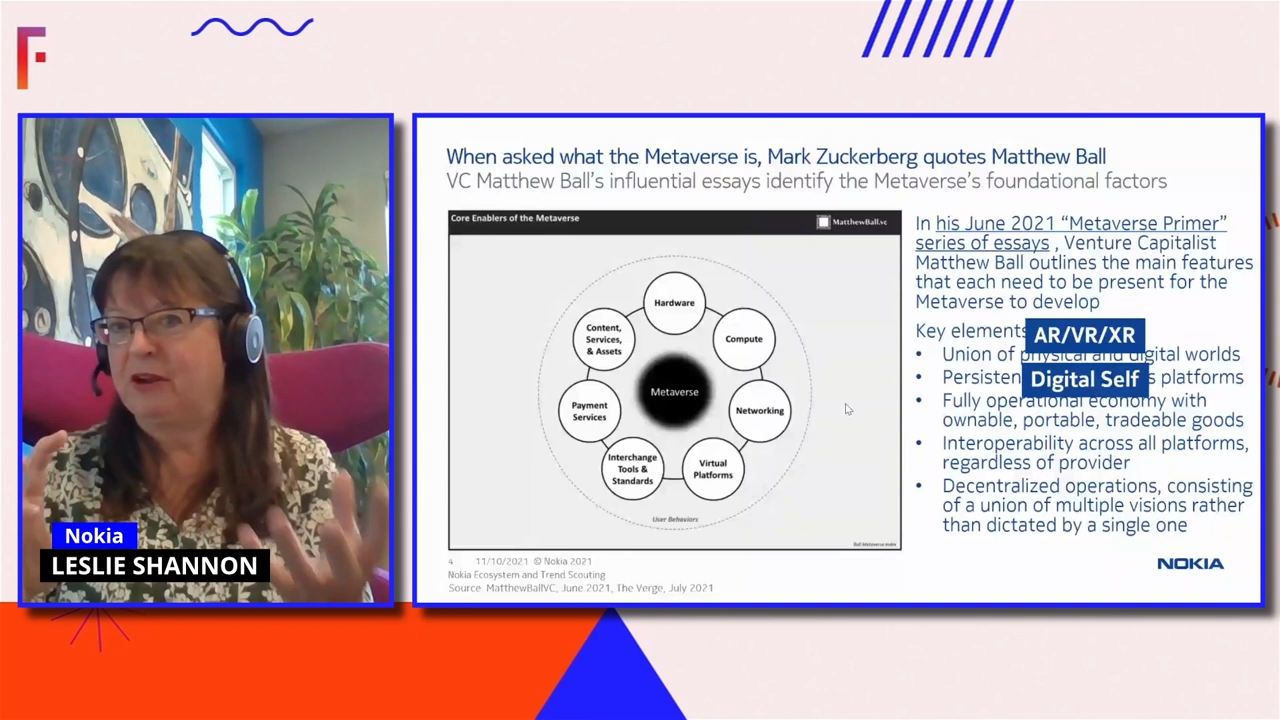 F
Nokia
LESLIE SHANNON
When asked what the Metaverse is, Mark Zuckerberg quotes Matthew Ball
VC Matthew Ball's influential essays identify the Metaverse's foundational factors
Core Enablers of the Metaverse
MatthewBall.vc
Hardware
Compute
Networking
Virtual
Platforms
Interchange
Tools &
Standards
Payment
Services
Content,
Services,
& Assets
Metaverse
User Behaviors
Ball Metaverse Index
4 11/10/2021 © Nokia 2021
Nokia Ecosystem and Trend Scouting
Source MatthewBallVC, June 2021, The Verge, July 2021
In his June 2021 “Metaverse Primer”
series of essays , Venture Capitalist
Matthew Ball outlines the main features
that each need to be present for the
Metaverse to develop
Key elements
AR/VR/XR
• Union of physical and digital worlds
Digital Self
• platforms
• Fully operational economy with
ownable, portable, tradeable goods
• Interoperability across all platforms,
regardless of provider
• Decentralized operations, consisting
of a union of multiple visions rather
than dictated by a single one
NOKIA